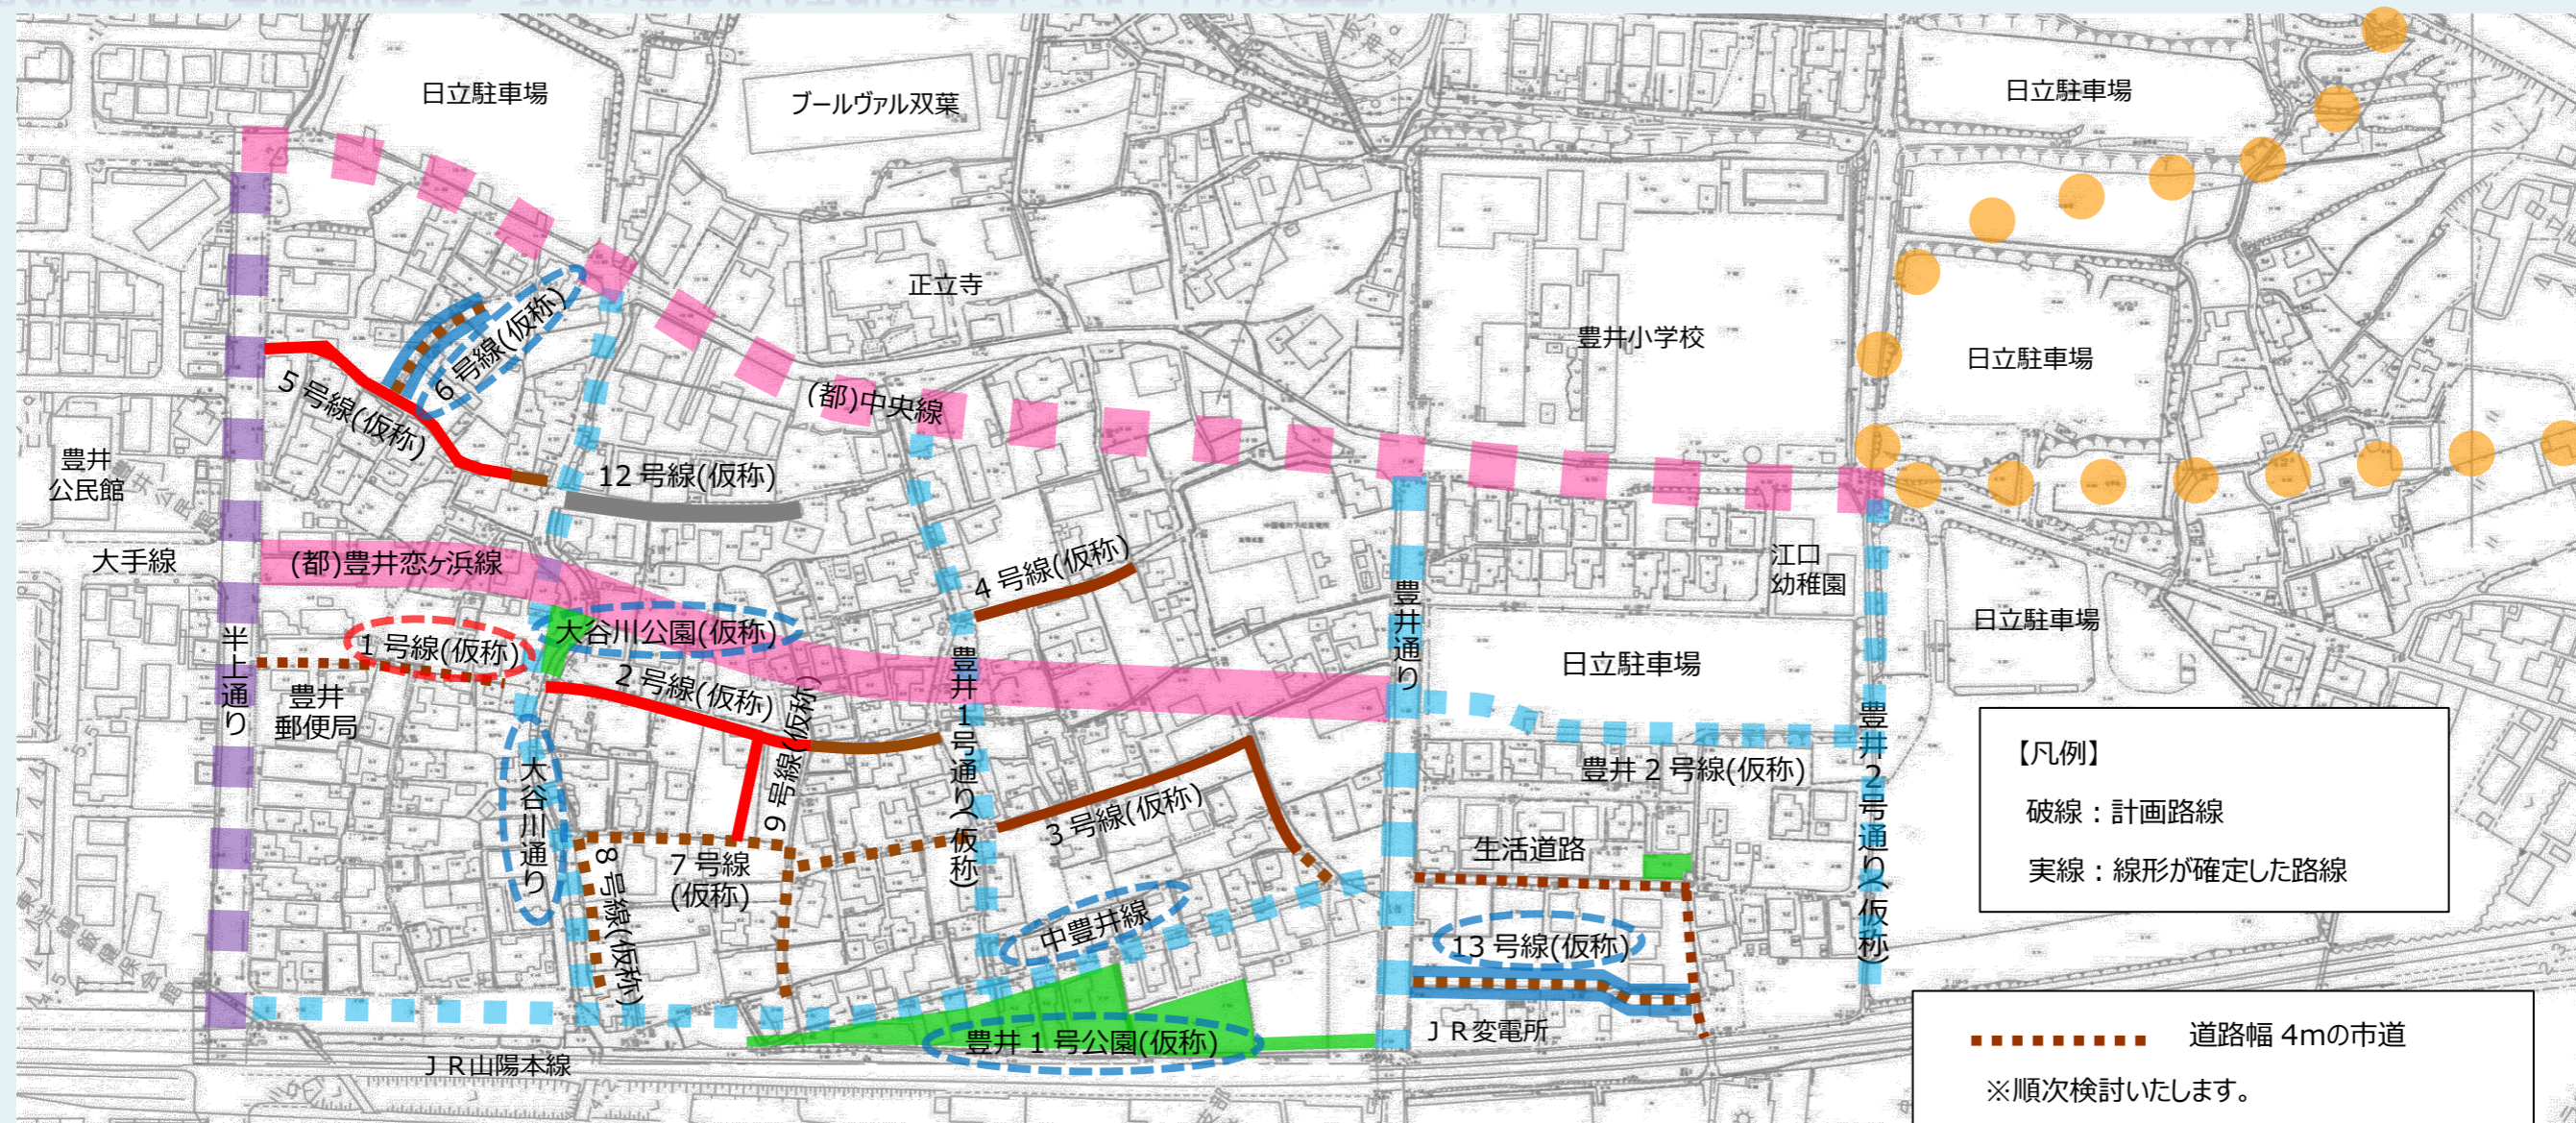 日立駐車場
ブールヴァル双葉
日立駐車場
正立寺
豊井小学校
日立駐車場
6 号線(仮称)
5 号線(仮称)
(都)中央線
豊井
公民館
12 号線(仮称)
大手線
(都)豊井恋ヶ浜線
4 号線(仮称)
江口
幼稚園
豊井通り
日立駐車場
半上通り
1 号線(仮称)
大谷川公園(仮称)
2 号線(仮称)
豊井1号通り(仮称)
日立駐車場
豊井
郵便局
9 号線(仮称)
大谷川通り
豊井 2 号線(仮称)
豊井2号通り(仮称)
3 号線(仮称)
7 号線
(仮称)
8 号線(仮称)
生活道路
中豊井線
13 号線(仮称)
豊井 1 号公園(仮称)
ＪＲ変電所
ＪＲ山陽本線
【凡例】
破線：計画路線
実線：線形が確定した路線
道路幅 4mの市道
※順次検討いたします。